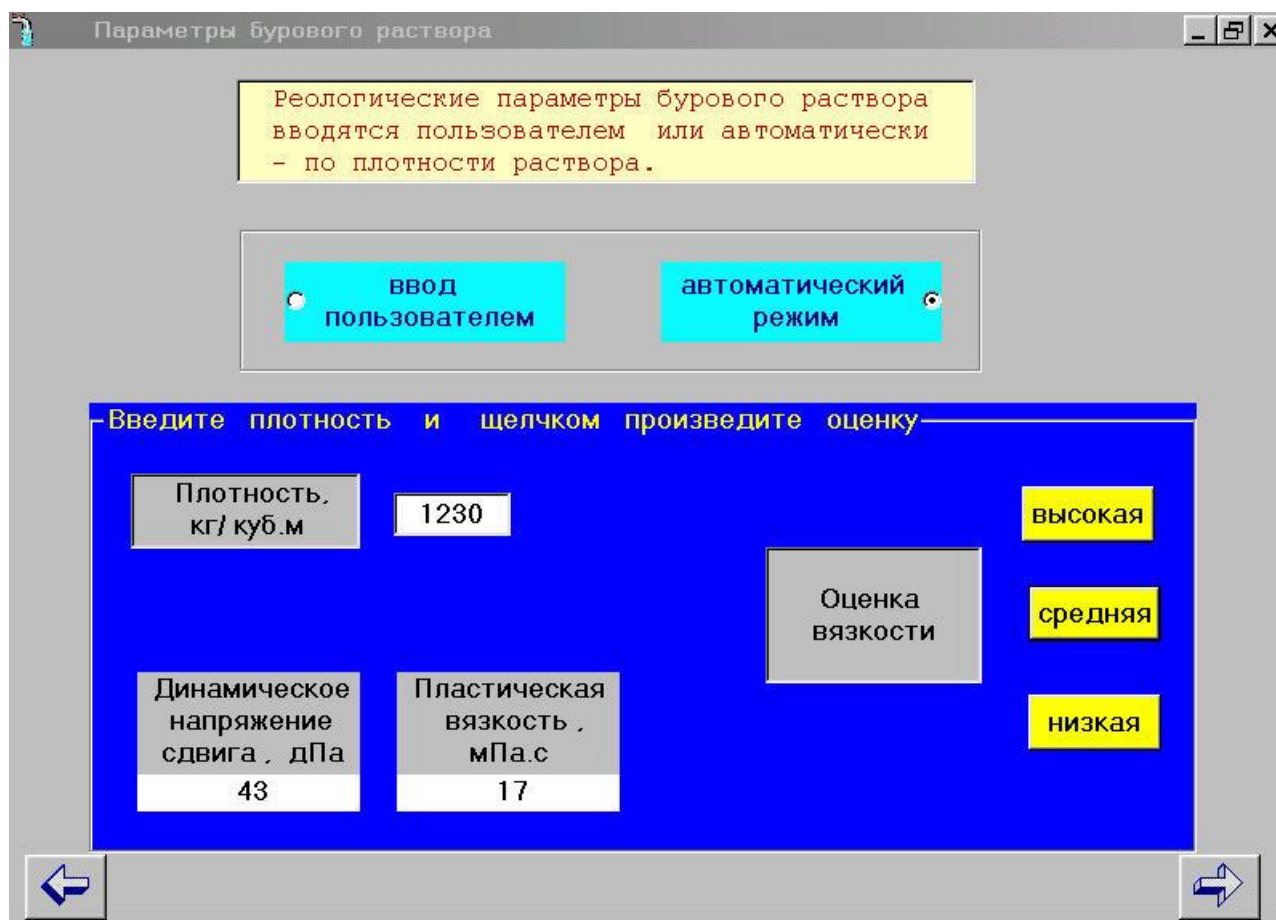 Параметры бурового раствора
Реологические параметры бурового раствора
вводятся пользователем или автоматически
- по плотности раствора.
ввод
пользователем
автоматический
режим
Введите плотность и щелчком произведите оценку
Плотность,
кг/куб.м
1230
высокая
Оценка
вязкости
средняя
низкая
Динамическое
напряжение
сдвига, дПа
43
Пластическая
вязкость,
мПа.с
17